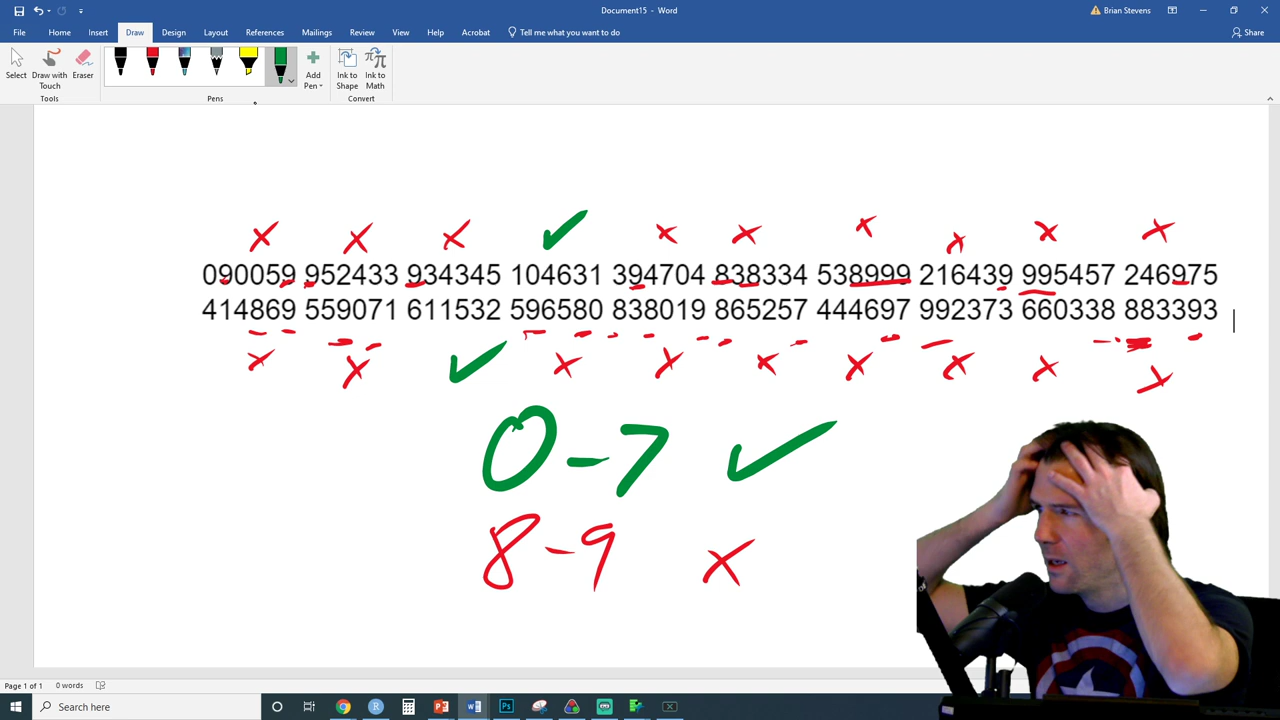 Document15 - Word
Brian Stevens
File Home Insert Draw Design Layout References Mailings Review View Help Acrobat Tell me what you want to do Share
Select Draw with Touch Eraser Add Pen Ink to Shape Ink to Math
Tools Pens Convert
090059 952433 934345 104631 394704 838334 538999 216439 995457 246975
414869 559071 611532 596580 838019 865257 444697 992373 660338 883393
0-7 ✓
8-9 x
Page 1 of 1 0 words
Search here